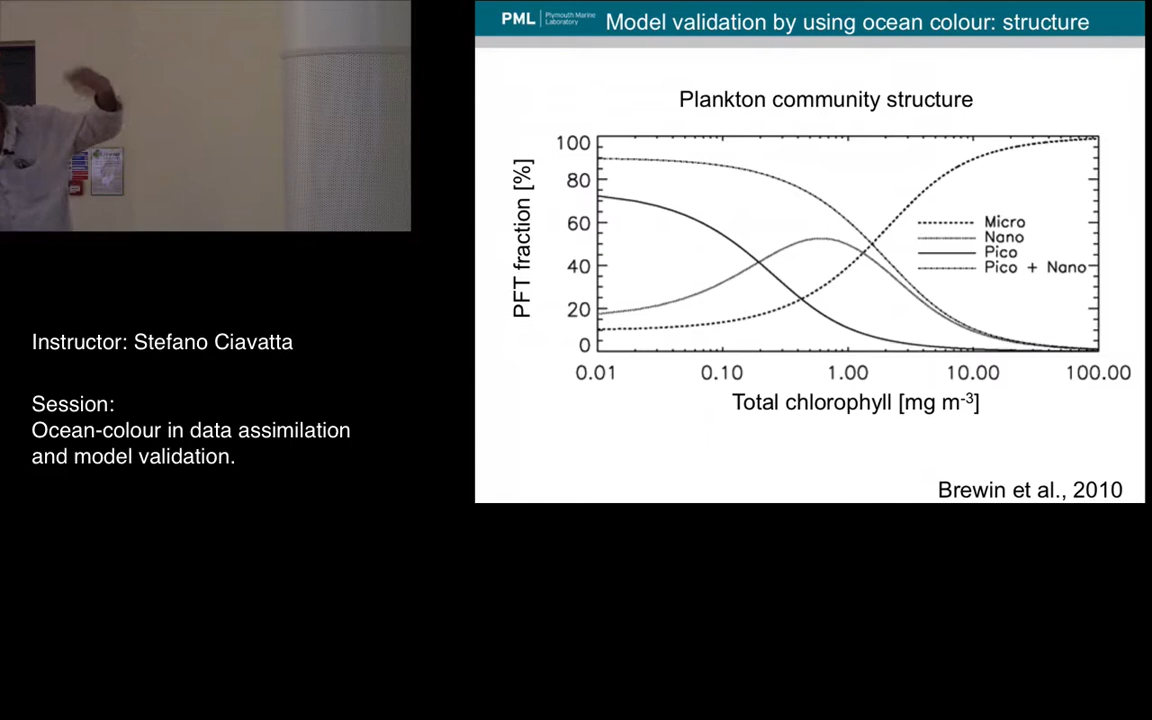 PML Plymouth Marine
Laboratory
Model validation by using ocean colour: structure
Plankton community structure
PFT fraction [%]
100
80
60
40
20
0
Micro
Nano
Pico
Pico + Nano
0.01 0.10 1.00 10.00 100.00
Total chlorophyll [mg m-3]
Brewin et al., 2010
Instructor: Stefano Ciavatta
Session:
Ocean-colour in data assimilation
and model validation.